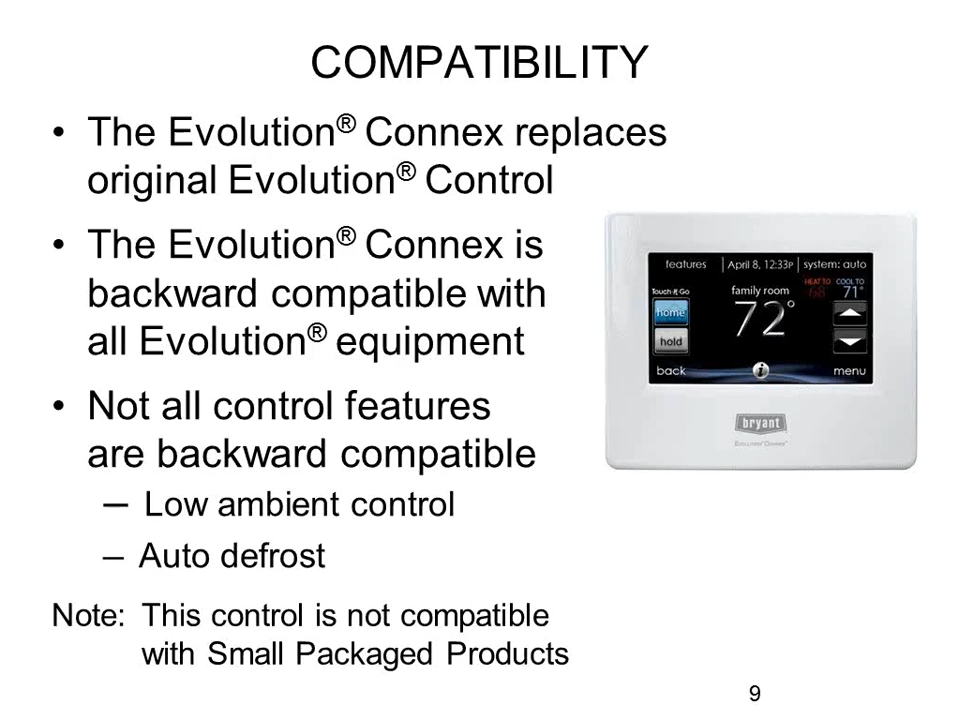 COMPATIBILITY
• The Evolution® Connex replaces
original Evolution® Control
• The Evolution® Connex is
backward compatible with
all Evolution® equipment
• Not all control features
are backward compatible
– Low ambient control
– Auto defrost
Note: This control is not compatible
with Small Packaged Products
features | April 8, 12:33P | system: auto
Touch-N-Go
family room
HEAT TO COOL TO
68 71°
home
72°
hold
back i menu
bryant
EVOLUTION® CONNEX™
9